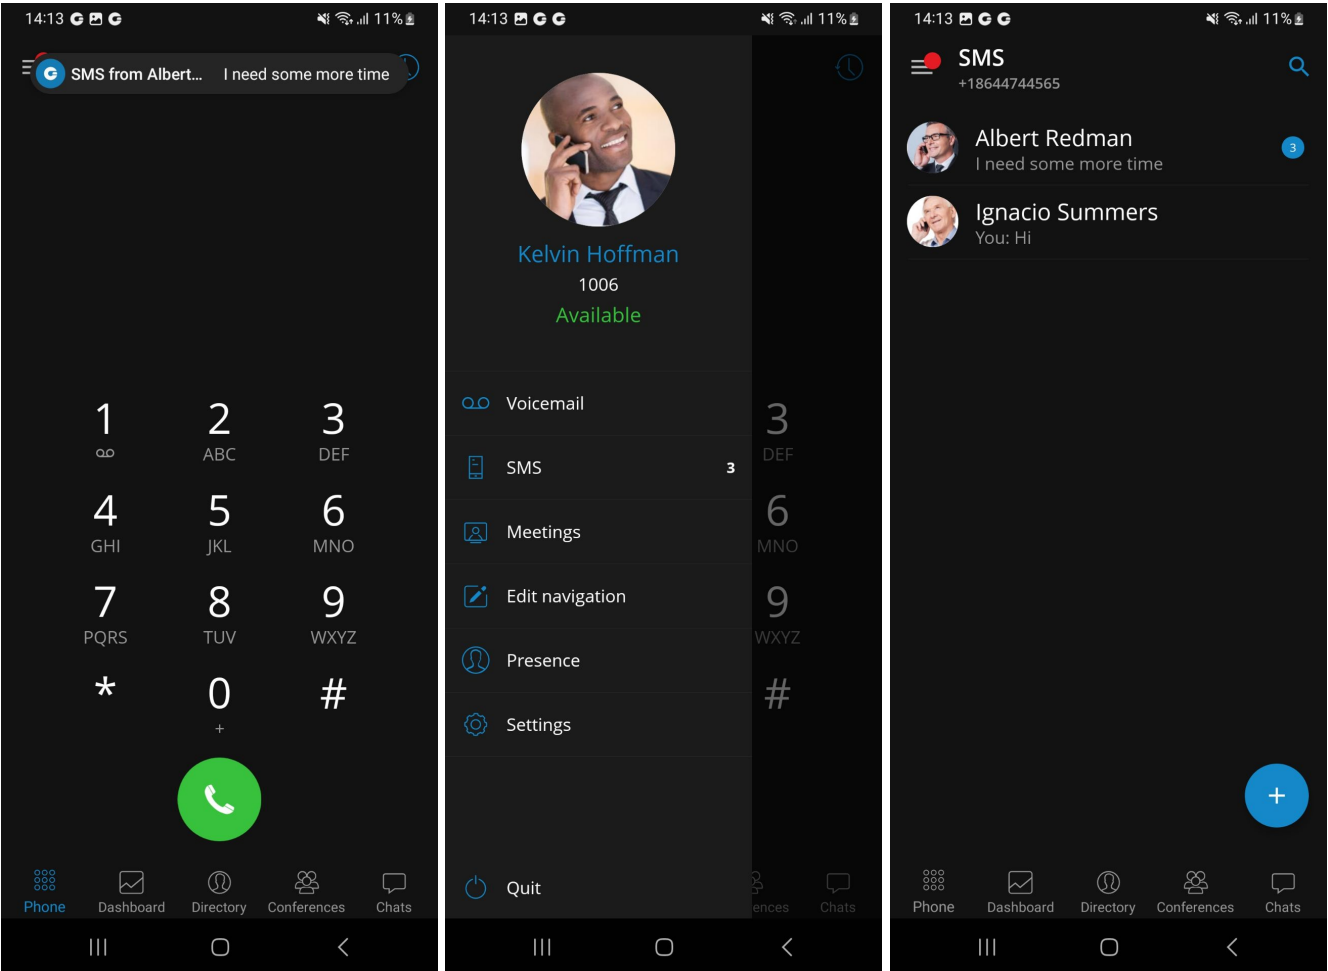 14:13
11%
SMS from Albert... I need some more time
1 2 3
ABC DEF
4 5 6
GHI JKL MNO
7 8 9
PQRS TUV WXYZ
* 0 #
+
Phone Dashboard Directory Conferences Chats
14:13
11%
Kelvin Hoffman
1006
Available
Voicemail
SMS 3
Meetings
Edit navigation
Presence
Settings
Quit
3
DEF
6
MNO
9
WXYZ
#
ences Chats
14:13
11%
SMS
+18644744565
Albert Redman
I need some more time
3
Ignacio Summers
You: Hi
+
Phone Dashboard Directory Conferences Chats